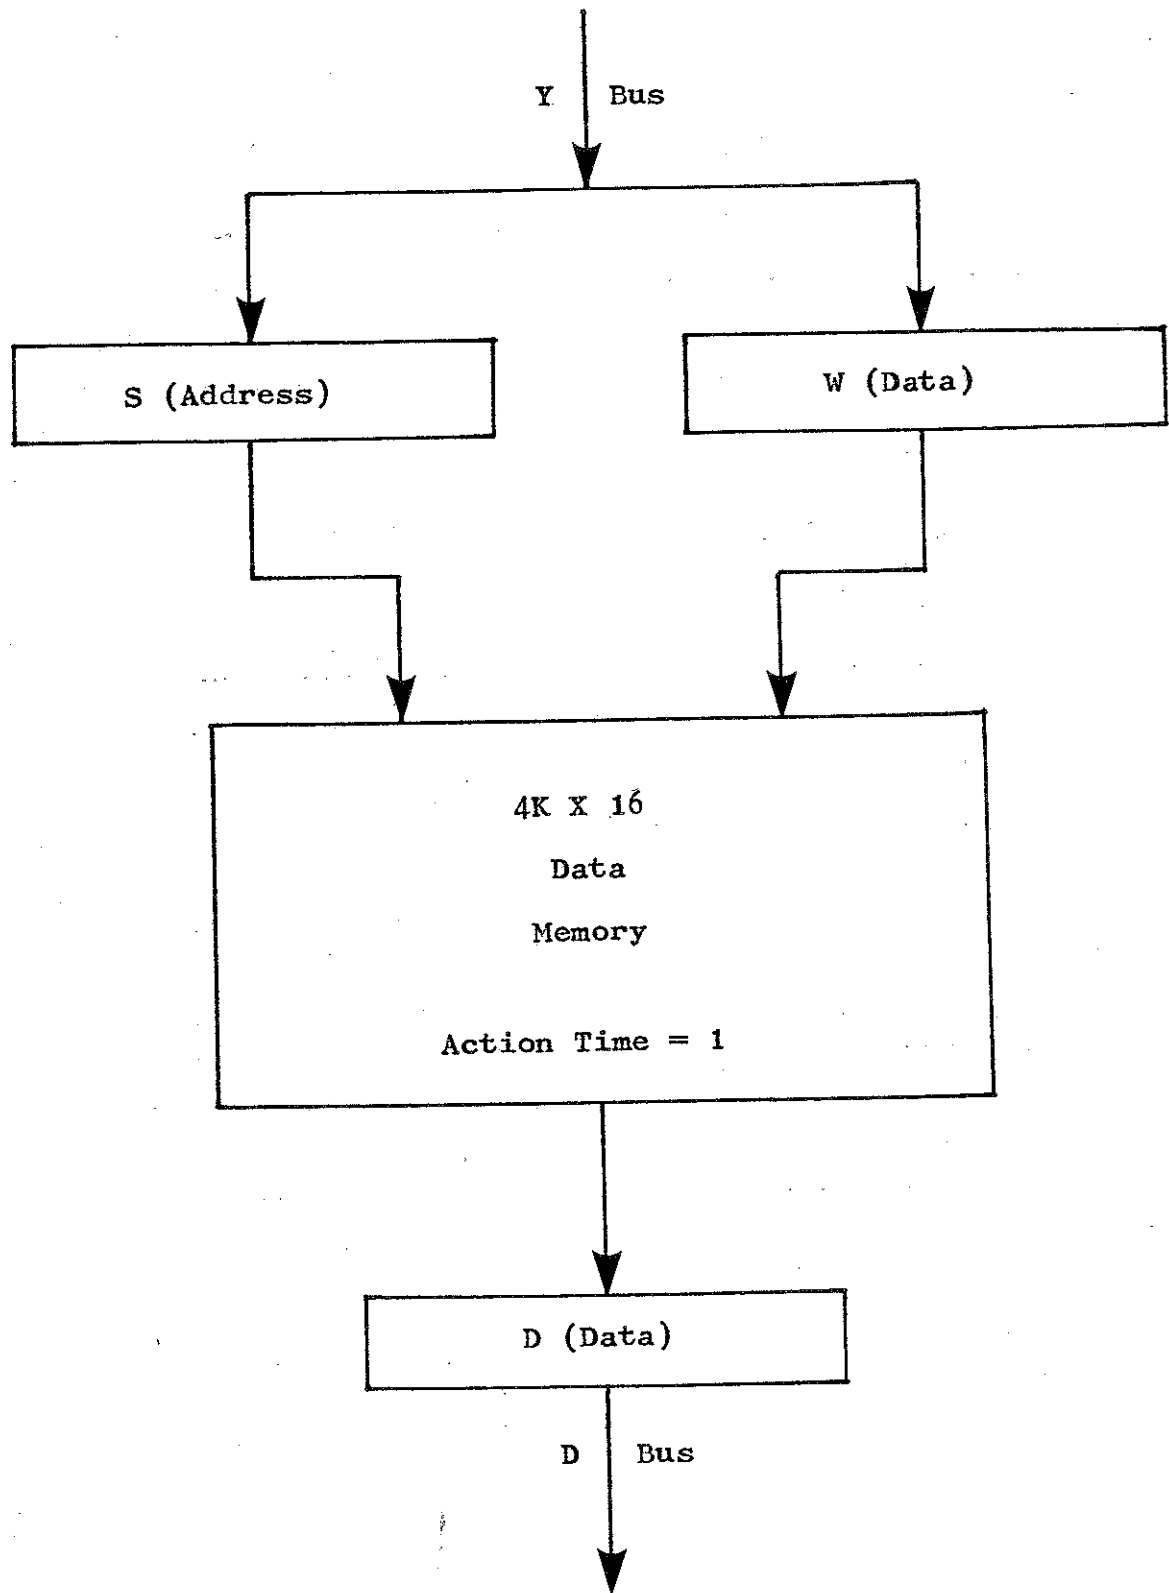 Y Bus
S (Address)
W (Data)
4K X 16
Data
Memory
Action Time = 1
D (Data)
D Bus